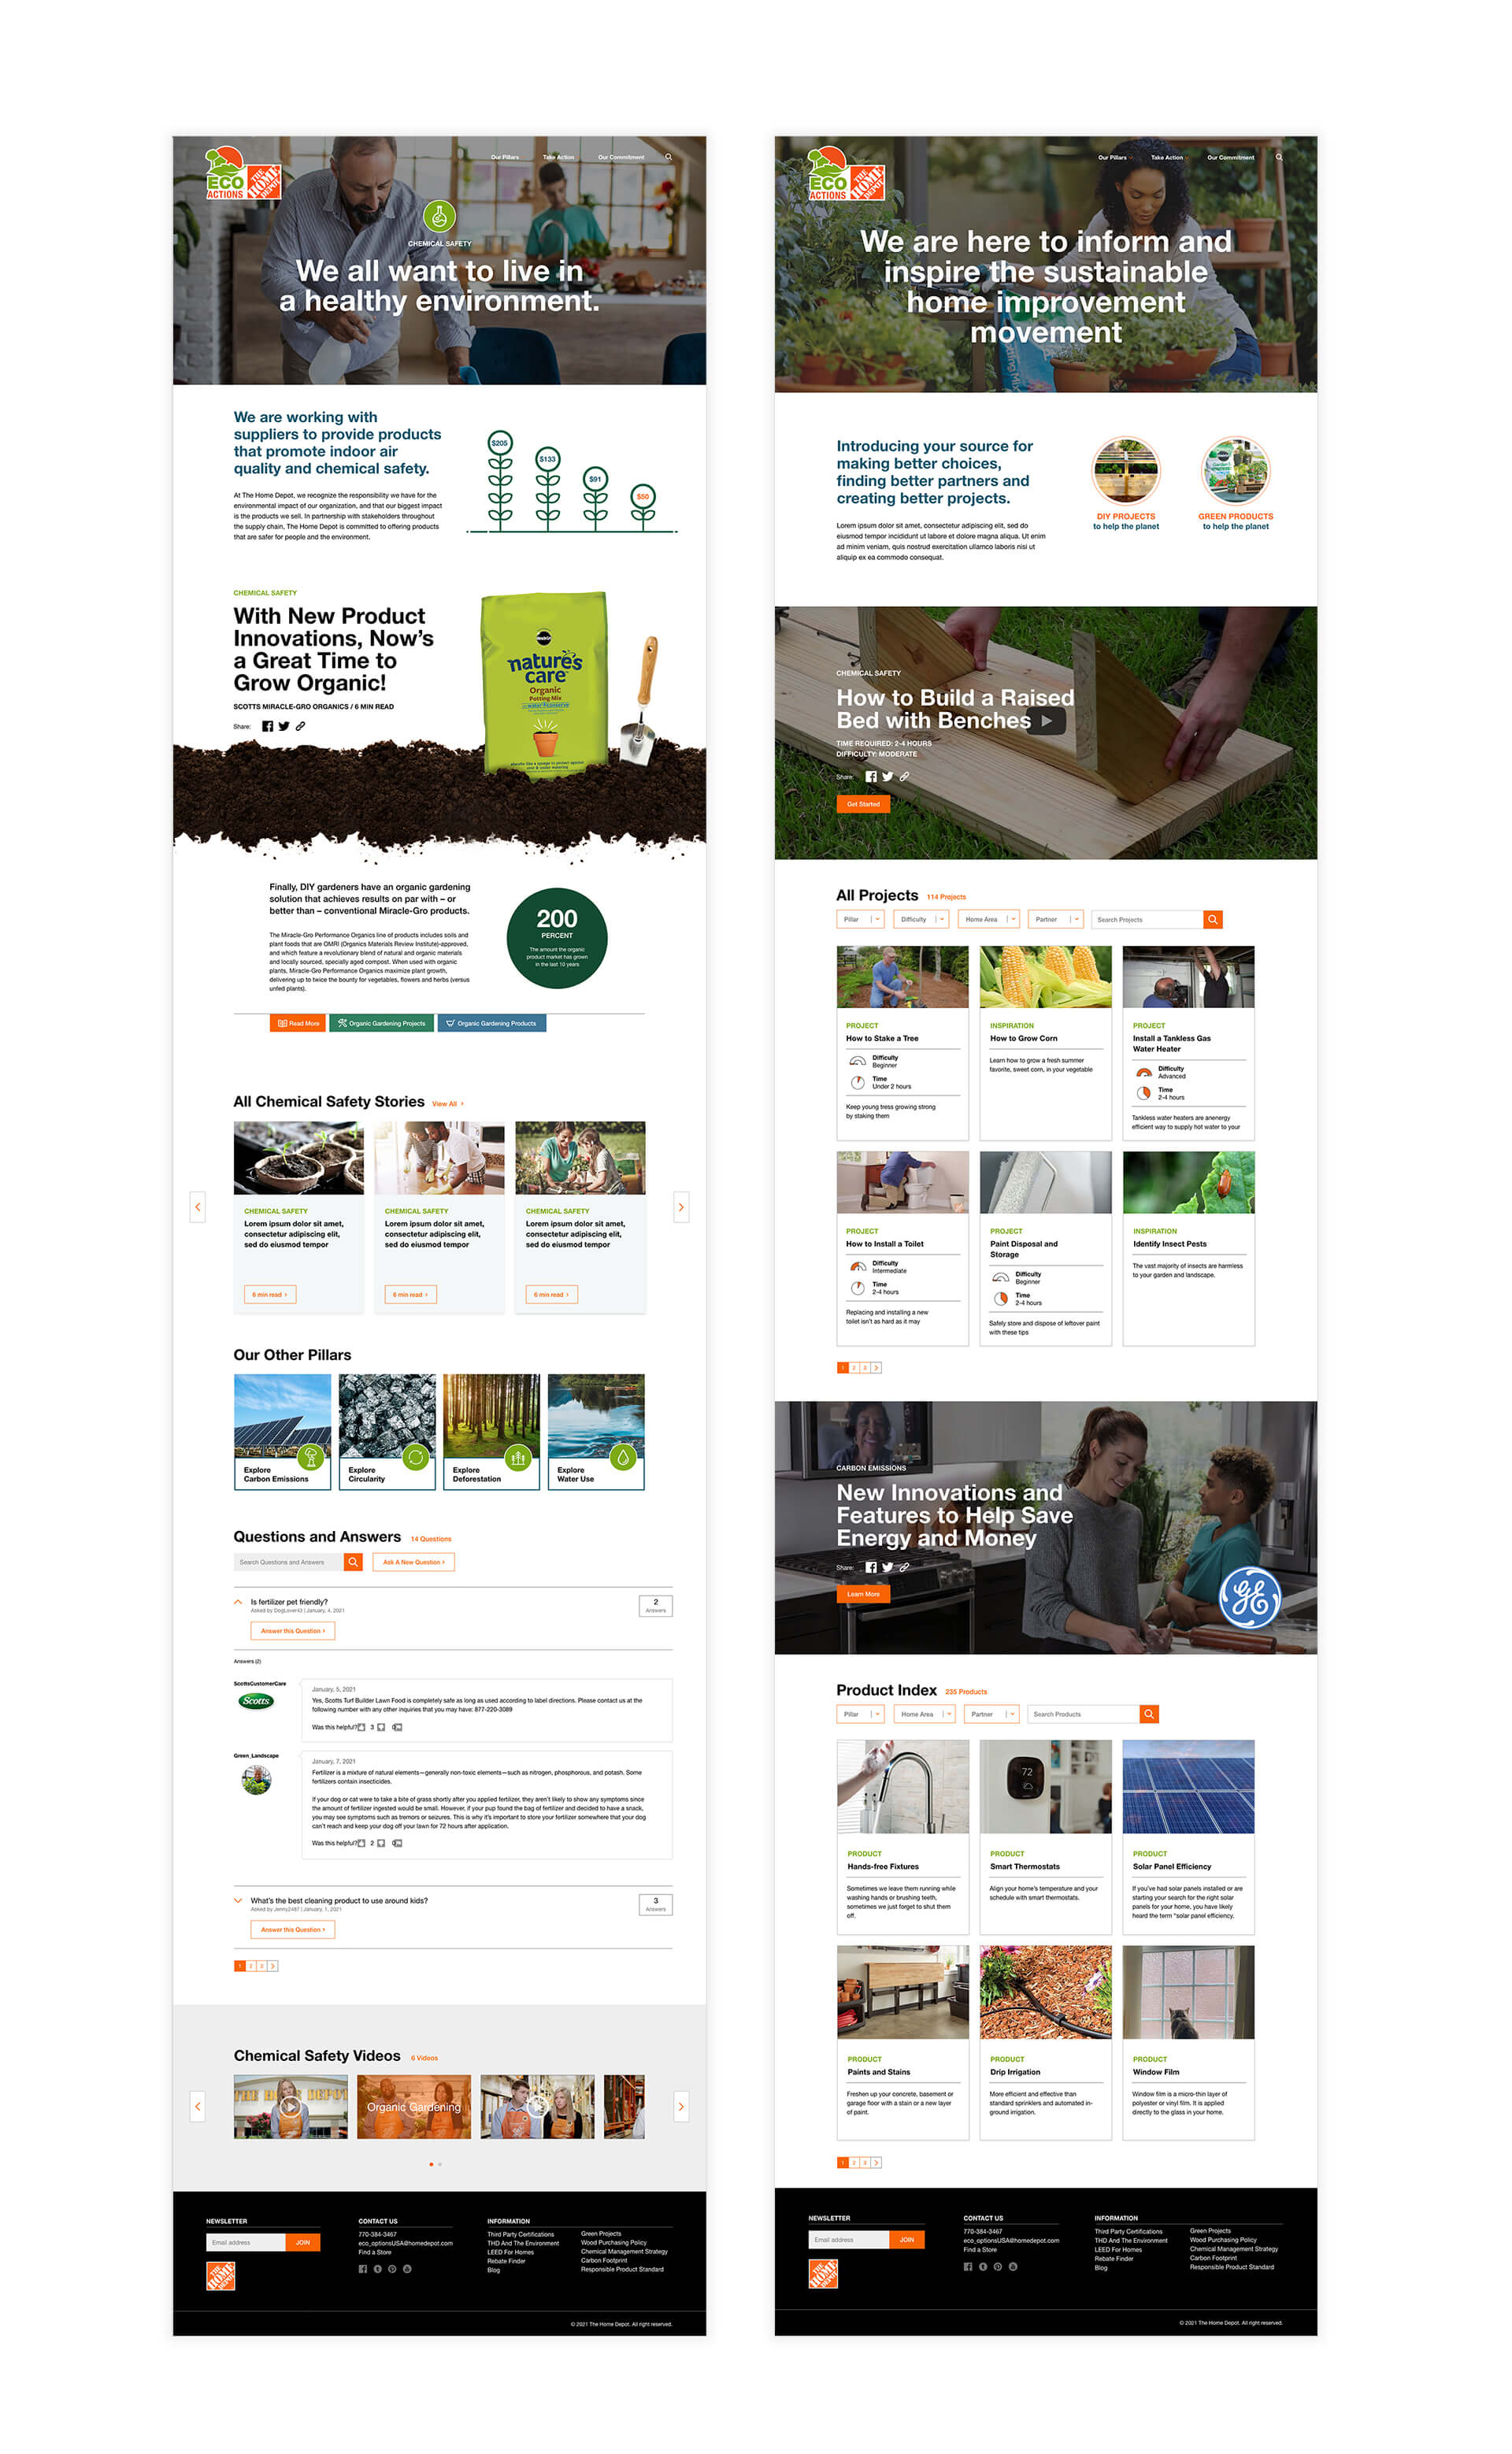 ECO
ACTIONS
THE HOME DEPOT
Our Pillars
Take Action
Our Commitment
CHEMICAL SAFETY
We all want to live in
a healthy environment.
We are working with
suppliers to provide products
that promote indoor air
quality and chemical safety.
At The Home Depot, we recognize the responsibility we have for the
environmental impact of our organization, and that our biggest impact
is the products we sell. In partnership with stakeholders throughout
the supply chain, The Home Depot is committed to offering products
that are safer for people and the environment.
$205
$133
$91
$50
CHEMICAL SAFETY
With New Product
Innovations, Now's
a Great Time to
Grow Organic!
SCOTTS MIRACLE-GRO ORGANICS / 6 MIN READ
Share:
nature's
care
Organic
Potting Mix
Finally, DIY gardeners have an organic gardening
solution that achieves results on par with – or
better than – conventional Miracle-Gro products.
The Miracle-Gro Performance Organics line of products includes soils and
plant foods that are OMRI (Organics Materials Review Institute)-approved,
and which feature a revolutionary blend of natural and organic materials
and locally sourced, specially aged compost. When used with organic
plants, Miracle-Gro Performance Organics maximize plant growth,
delivering up to twice the bounty for vegetables, flowers and herbs (versus
unfed plants).
200
PERCENT
The amount the organic
product market has grown
in the last 10 years
Read More
Organic Gardening Projects
Organic Gardening Products
All Chemical Safety Stories
View All >
CHEMICAL SAFETY
Lorem ipsum dolor sit amet,
consectetur adipiscing elit,
sed do eiusmod tempor
6 min read >
CHEMICAL SAFETY
Lorem ipsum dolor sit amet,
consectetur adipiscing elit,
sed do eiusmod tempor
6 min read >
CHEMICAL SAFETY
Lorem ipsum dolor sit amet,
consectetur adipiscing elit,
sed do eiusmod tempor
6 min read >
Our Other Pillars
Explore
Carbon Emissions
Explore
Circularity
Explore
Deforestation
Explore
Water Use
Questions and Answers
14 Questions
Search Questions and Answers
Ask A New Question >
Is fertilizer pet friendly?
Asked by DogLover43 | January, 4, 2021
2
Answers
Answer this Question >
Answers (2)
ScottsCustomerCare
Scotts
January, 5, 2021
Yes, Scotts Turf Builder Lawn Food is completely safe as long as used according to label directions. Please contact us at the
following number with any other inquiries that you may have: 877-220-3089
Was this helpful?
3
0
Green_Landscape
January, 7, 2021
Fertilizer is a mixture of natural elements—generally non-toxic elements—such as nitrogen, phosphorous, and potash. Some
fertilizers contain insecticides.
If your dog or cat were to take a bite of grass shortly after you applied fertilizer, they aren't likely to show any symptoms since
the amount of fertilizer ingested would be small. However, if your pup found the bag of fertilizer and decided to have a snack,
you may see symptoms such as tremors or seizures. This is why it's important to store your fertilizer somewhere that your dog
can't reach and keep your dog off your lawn for 72 hours after application.
Was this helpful?
2
0
What's the best cleaning product to use around kids?
Asked by Jenny2487 | January, 1, 2021
3
Answers
Answer this Question >
1 2 3 >
Chemical Safety Videos
6 Videos
THE HOME DEPOT
Organic Gardening
NEWSLETTER
Email address
JOIN
THE HOME DEPOT
CONTACT US
770-384-3467
eco_optionsUSA@homedepot.com
Find a Store
INFORMATION
Third Party Certifications
THD And The Environment
LEED For Homes
Rebate Finder
Blog
Green Projects
Wood Purchasing Policy
Chemical Management Strategy
Carbon Footprint
Responsible Product Standard
© 2021 The Home Depot. All right reserved.
ECO
ACTIONS
THE HOME DEPOT
Our Pillars
Take Action
Our Commitment
We are here to inform and
inspire the sustainable
home improvement
movement
Introducing your source for
making better choices,
finding better partners and
creating better projects.
Lorem ipsum dolor sit amet, consectetur adipiscing elit, sed do
eiusmod tempor incididunt ut labore et dolore magna aliqua. Ut enim
ad minim veniam, quis nostrud exercitation ullamco laboris nisi ut
aliquip ex ea commodo consequat.
DIY PROJECTS
to help the planet
GREEN PRODUCTS
to help the planet
CHEMICAL SAFETY
How to Build a Raised
Bed with Benches
TIME REQUIRED: 2-4 HOURS
DIFFICULTY: MODERATE
Share:
Get Started
All Projects
114 Projects
Pillar
Difficulty
Home Area
Partner
Search Projects
PROJECT
How to Stake a Tree
Difficulty
Beginner
Time
Under 2 hours
Keep young tress growing strong
by staking them
INSPIRATION
How to Grow Corn
Learn how to grow a fresh summer
favorite, sweet corn, in your vegetable
PROJECT
Install a Tankless Gas
Water Heater
Difficulty
Advanced
Time
2-4 hours
Tankless water heaters are anenergy
efficient way to supply hot water to your
PROJECT
How to Install a Toilet
Difficulty
Intermediate
Time
2-4 hours
Replacing and installing a new
toilet isn't as hard as it may
PROJECT
Paint Disposal and
Storage
Difficulty
Beginner
Time
2-4 hours
Safely store and dispose of leftover paint
with these tips
INSPIRATION
Identify Insect Pests
The vast majority of insects are harmless
to your garden and landscape.
1 2 3 >
CARBON EMISSIONS
New Innovations and
Features to Help Save
Energy and Money
Share:
Learn More
GE
Product Index
235 Products
Pillar
Home Area
Partner
Search Products
PRODUCT
Hands-free Fixtures
Sometimes we leave them running while
washing hands or brushing teeth,
sometimes we just forget to shut them
off.
72
PRODUCT
Smart Thermostats
Align your home's temperature and your
schedule with smart thermostats.
PRODUCT
Solar Panel Efficiency
If you've had solar panels installed or are
starting your search for the right solar
panels for your home, you have likely
heard the term "solar panel efficiency.
PRODUCT
Paints and Stains
Freshen up your concrete, basement or
garage floor with a stain or a new layer
of paint.
PRODUCT
Drip Irrigation
More efficient and effective than
standard sprinklers and automated in-
ground irrigation.
PRODUCT
Window Film
Window film is a micro-thin layer of
polyester or vinyl film. It is applied
directly to the glass in your home.
1 2 3 >
NEWSLETTER
Email address
JOIN
THE HOME DEPOT
CONTACT US
770-384-3467
eco_optionsUSA@homedepot.com
Find a Store
INFORMATION
Third Party Certifications
THD And The Environment
LEED For Homes
Rebate Finder
Blog
Green Projects
Wood Purchasing Policy
Chemical Management Strategy
Carbon Footprint
Responsible Product Standard
© 2021 The Home Depot. All right reserved.